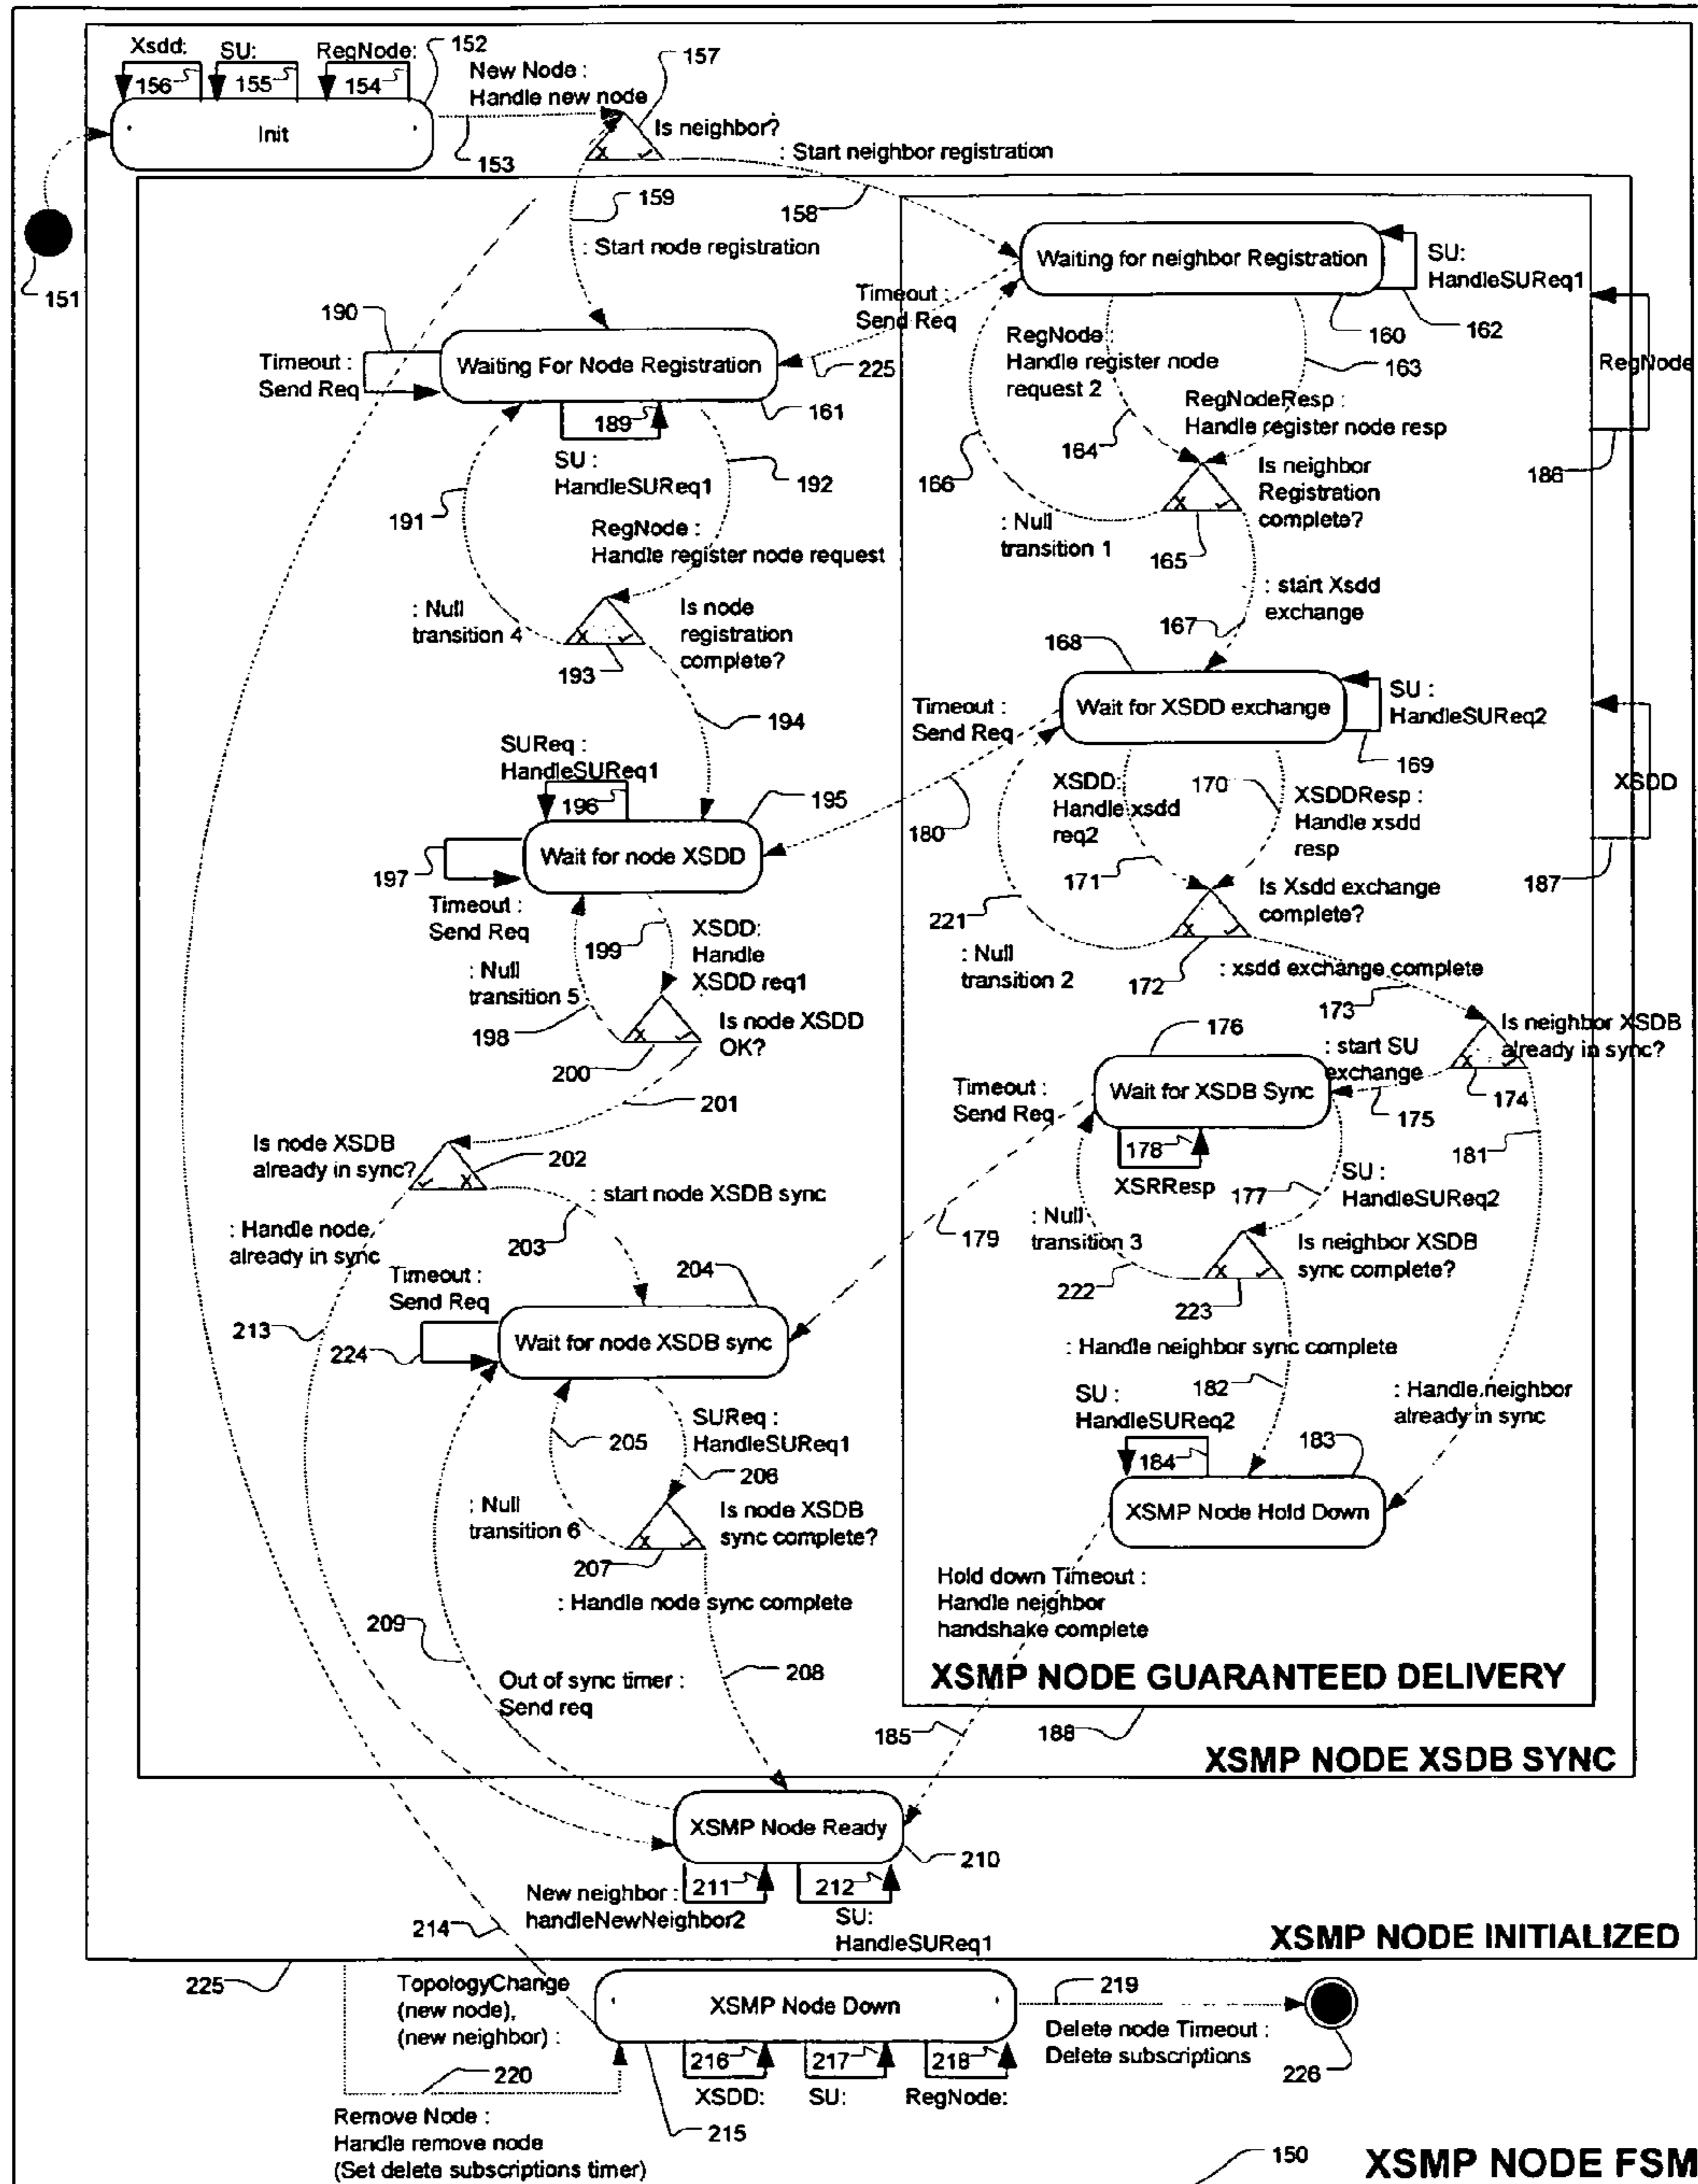 Xsdd:
SU:
RegNode:
152
156
155
154
New Node :
Handle new node
157
Init
Is neighbor?
X
: Start neighbor registration
153
151
159
158
: Start node registration
Waiting for neighbor Registration
SU:
HandleSUReq1
190
Timeout :
Send Req
160
162
Timeout :
Send Req
Waiting For Node Registration
225
161
189
RegNode :
Handle register node
request 2
163
RegNode
RegNodeResp :
Handle register node resp
164
186
SU :
HandleSUReq1
192
191
166
Is neighbor
Registration
complete?
X
: Null
transition 1
165
RegNode :
Handle register node request
: Null
transition 4
X
193
Is node
registration
complete?
: start Xsdd
exchange
167
168
194
Timeout :
Send Req
Wait for XSDD exchange
SU :
HandleSUReq2
169
SUReq :
HandleSUReq1
196
195
XSDD:
Handle xsdd
req2
170
XSDDResp :
Handle xsdd
resp
XSDD
180
197
Wait for node XSDD
171
187
Timeout :
Send Req
199
XSDD:
Handle
XSDD req1
221
Is Xsdd exchange
complete?
X
: Null
transition 5
198
: Null
transition 2
172
: xsdd exchange complete
X
200
Is node XSDD
OK?
173
176
Is neighbor XSDB
already in sync?
X
: start SU
exchange
201
Timeout :
Send Req
Wait for XSDB Sync
175
174
178
XSRResp
181
Is node XSDB
already in sync?
X
202
: start node XSDB sync
177
SU :
HandleSUReq2
: Handle node
already in sync
203
179
: Null
transition 3
222
X
223
Is neighbor XSDB
sync complete?
Timeout :
Send Req
204
213
224
Wait for node XSDB sync
: Handle neighbor sync complete
182
SU :
HandleSUReq2
: Handle neighbor
already in sync
184
183
SUReq :
HandleSUReq1
205
206
XSMP Node Hold Down
: Null
transition 6
X
207
Is node XSDB
sync complete?
Hold down Timeout :
Handle neighbor
handshake complete
: Handle node sync complete
209
208
XSMP NODE GUARANTEED DELIVERY
Out of sync timer :
Send req
185
188
XSMP NODE XSDB SYNC
XSMP Node Ready
210
211
212
New neighbor :
handleNewNeighbor2
SU:
HandleSUReq1
214
XSMP NODE INITIALIZED
225
TopologyChange
(new node),
(new neighbor) :
XSMP Node Down
219
Delete node Timeout :
Delete subscriptions
226
216
217
218
XSDD:
SU:
RegNode:
220
215
Remove Node :
Handle remove node
(Set delete subscriptions timer)
150
XSMP NODE FSM